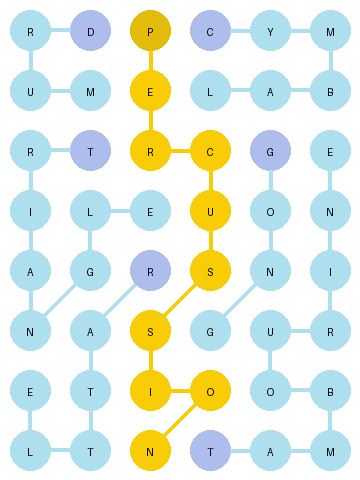 R D P C Y M
U M E L A B
R T R C G E
I L E U O N
A G R S N I
N A S G U R
E T I O O B
L T N T A M